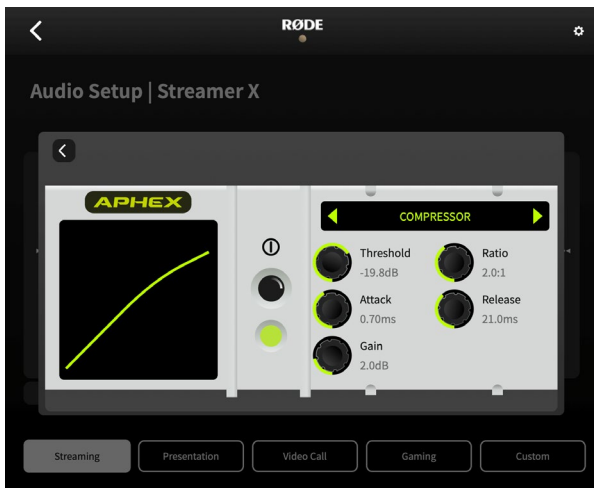 RØDE
Audio Setup | Streamer X
APHEX
COMPRESSOR
Threshold
-19.8dB
Ratio
2.0:1
Attack
0.70ms
Release
21.0ms
Gain
2.0dB
Streaming
Presentation
Video Call
Gaming
Custom